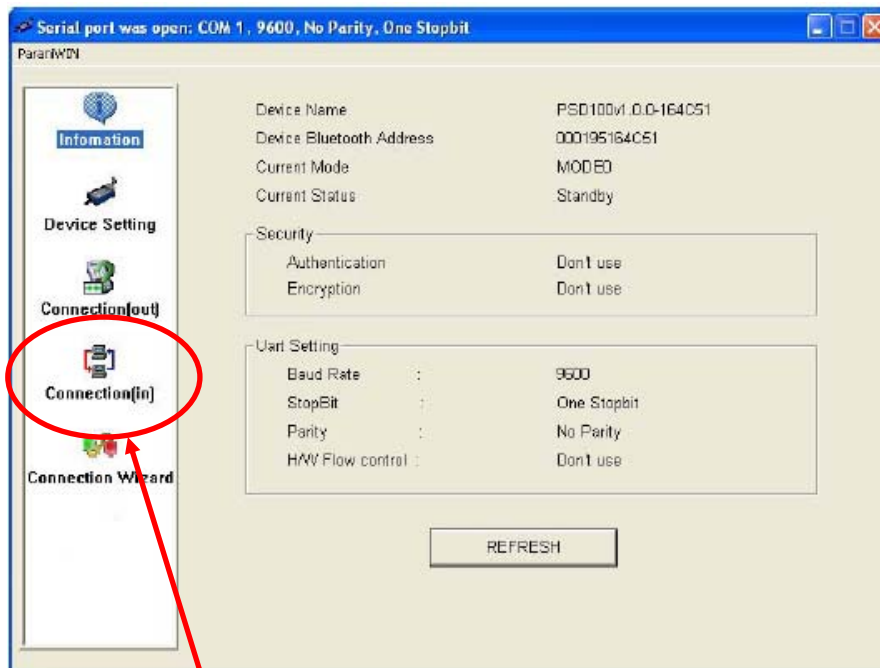 Serial port was open: COM 1, 9600, No Parity, One Stopbit
ParaniWIN
Infomation
Device Setting
Connection(out)
Connection(in)
Connection Wizard
Device Name PSD100v1.0.0-164C51
Device Bluetooth Address 000195164C51
Current Mode MODE0
Current Status Standby
Security
Authentication Don't use
Encryption Don't use
Uart Setting
Baud Rate : 9600
StopBit : One Stopbit
Parity : No Parity
H/W Flow control : Don't use
REFRESH